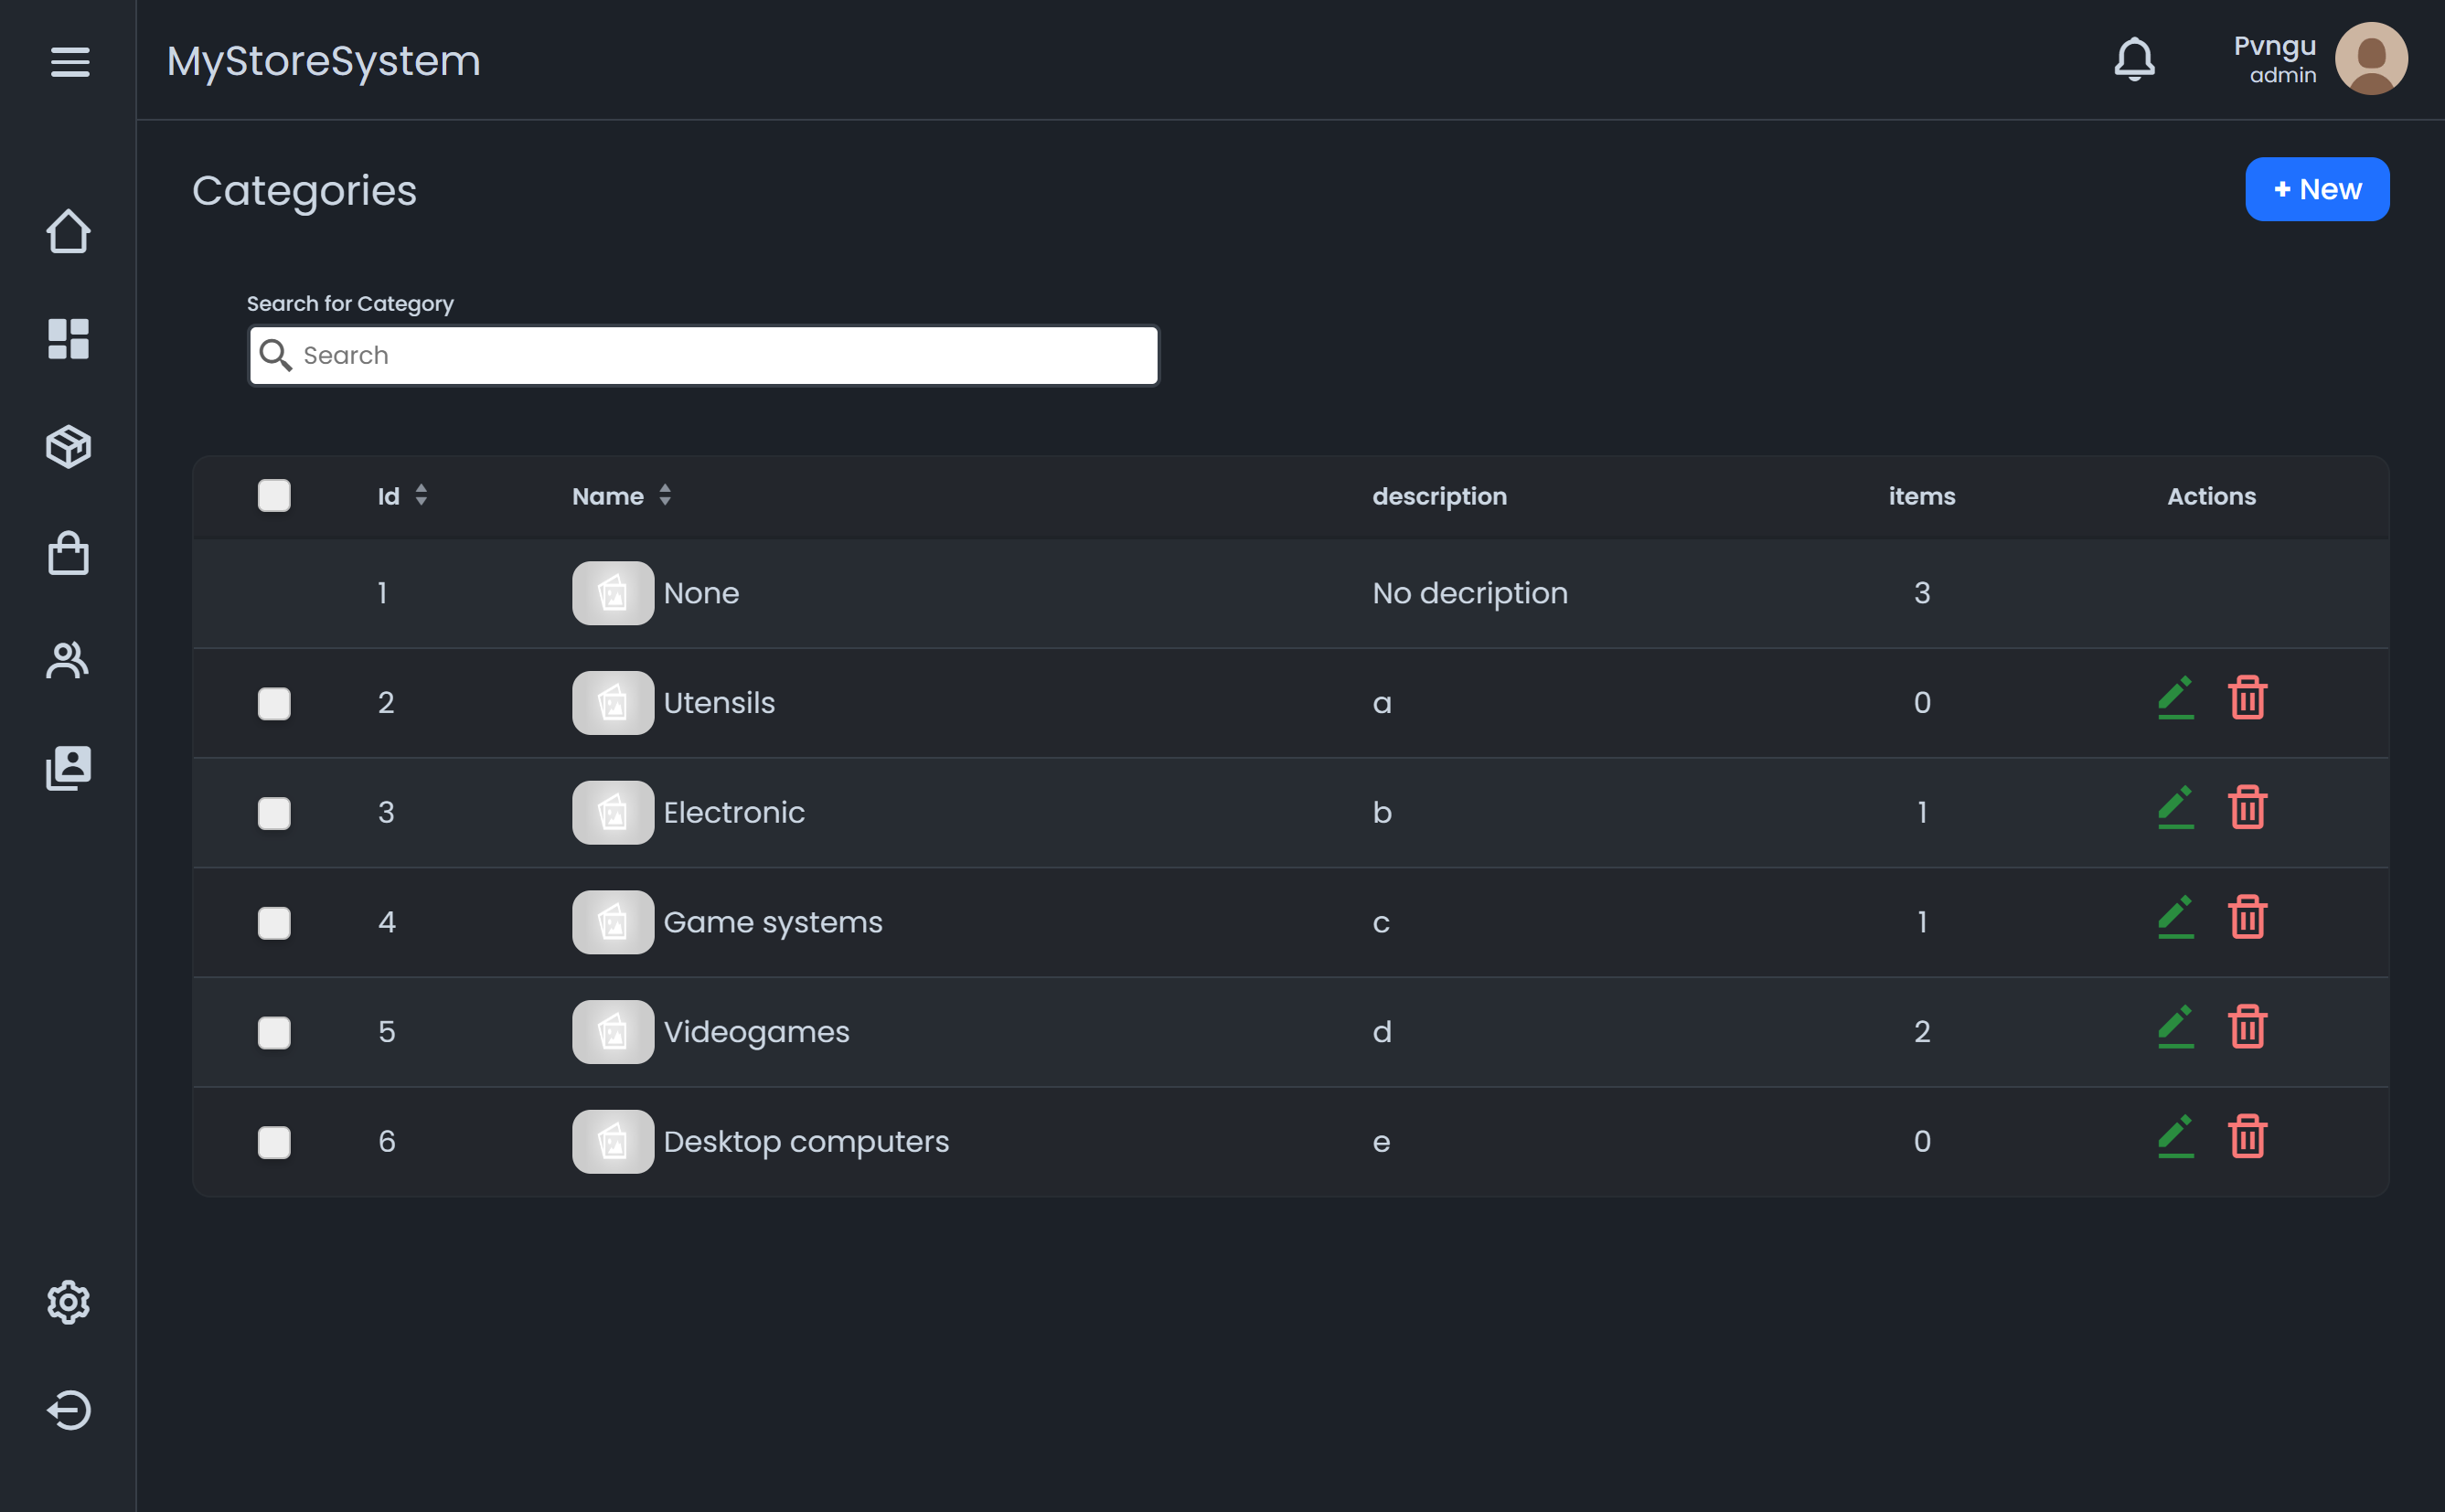 MyStoreSystem
Pvngu
admin
Categories
+ New
Search for Category
Search
Id Name description items Actions
1 None No decription 3
2 Utensils a 0
3 Electronic b 1
4 Game systems c 1
5 Videogames d 2
6 Desktop computers e 0